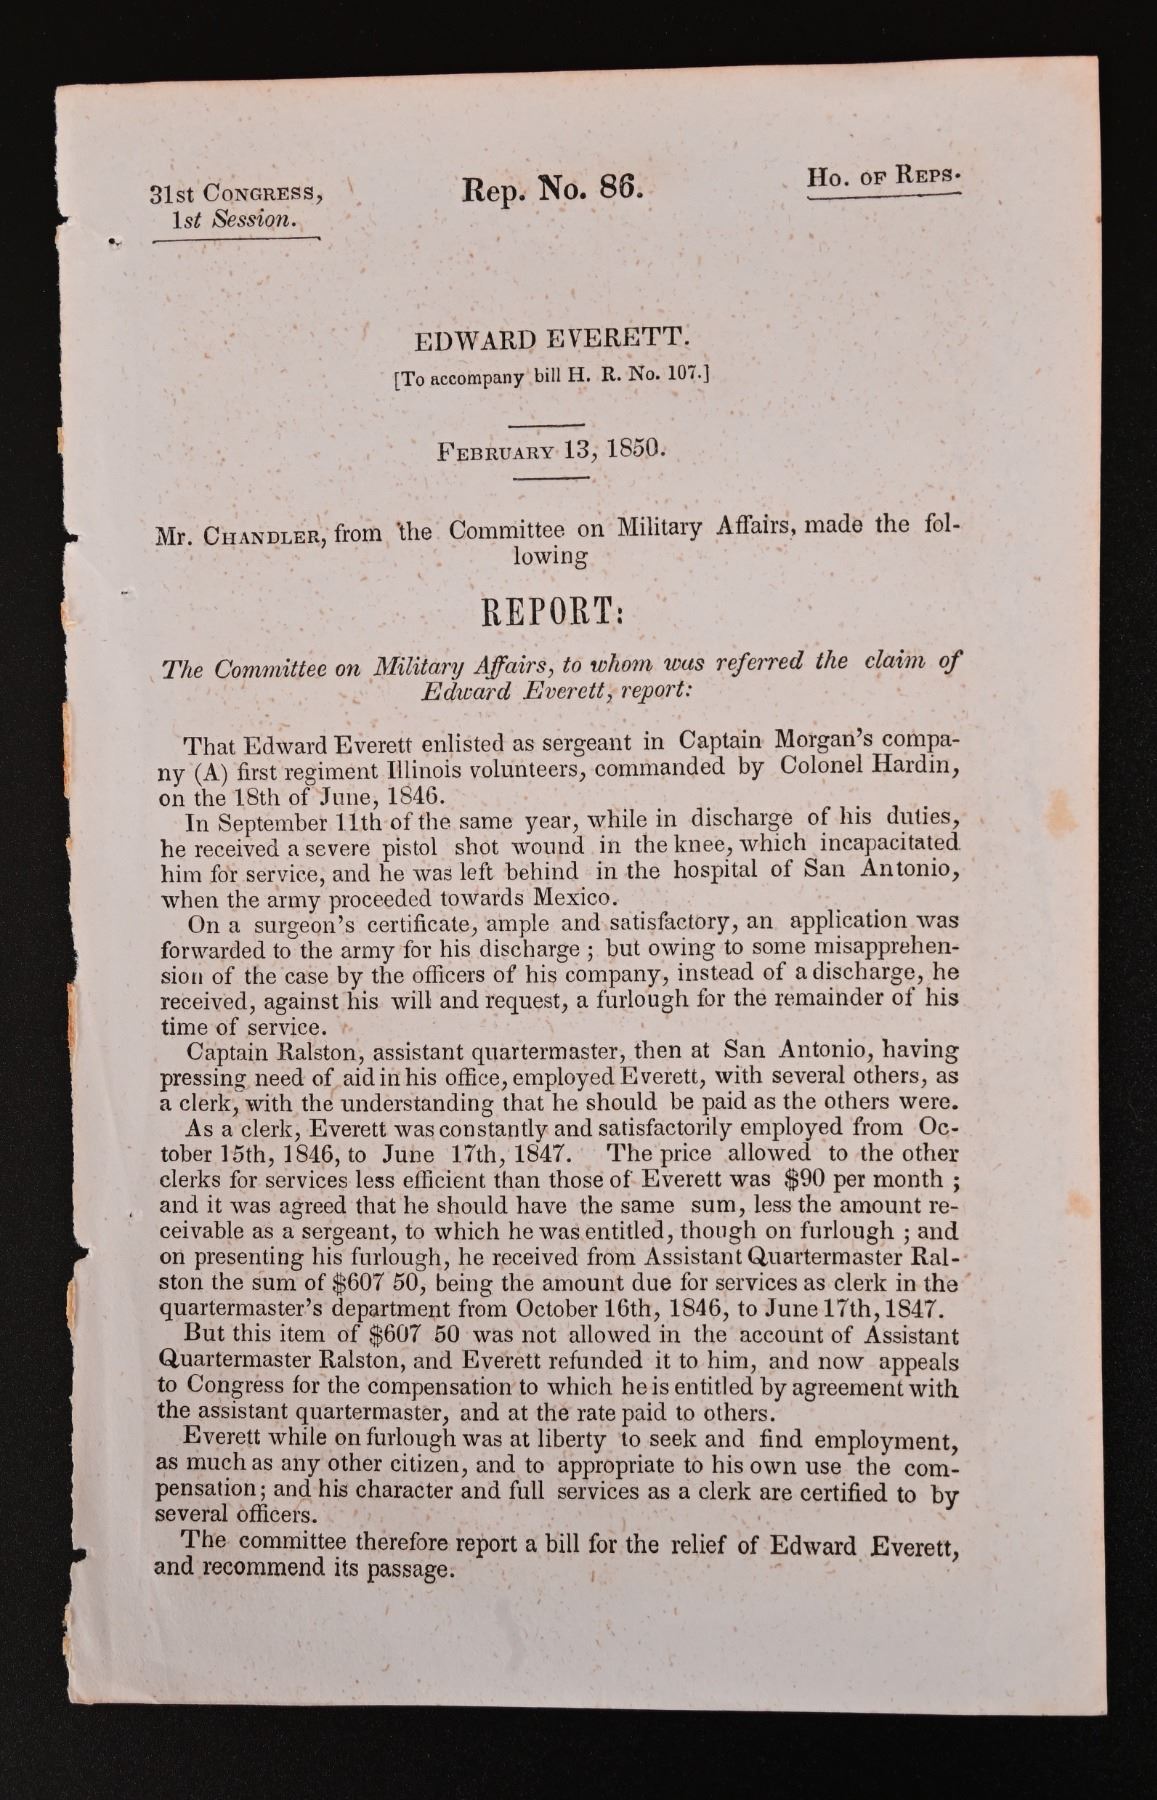 31st Congress,
1st Session.
Rep. No. 86.
Ho. of Reps.
EDWARD EVERETT.
[To accompany bill H. R. No. 107.]
February 13, 1850.
Mr. Chandler, from the Committee on Military Affairs, made the fol-
lowing
REPORT:
The Committee on Military Affairs, to whom was referred the claim of
Edward Everett, report:
That Edward Everett enlisted as sergeant in Captain Morgan's compa-
ny (A) first regiment Illinois volunteers, commanded by Colonel Hardin,
on the 18th of June, 1846.
In September 11th of the same year, while in discharge of his duties,
he received a severe pistol shot wound in the knee, which incapacitated
him for service, and he was left behind in the hospital of San Antonio,
when the army proceeded towards Mexico.
On a surgeon's certificate, ample and satisfactory, an application was
forwarded to the army for his discharge; but owing to some misapprehen-
sion of the case by the officers of his company, instead of a discharge, he
received, against his will and request, a furlough for the remainder of his
time of service.
Captain Ralston, assistant quartermaster, then at San Antonio, having
pressing need of aid in his office, employed Everett, with several others, as
a clerk, with the understanding that he should be paid as the others were.
As a clerk, Everett was constantly and satisfactorily employed from Oc-
tober 15th, 1846, to June 17th, 1847. The price allowed to the other
clerks for services less efficient than those of Everett was $90 per month;
and it was agreed that he should have the same sum, less the amount re-
ceivable as a sergeant, to which he was entitled, though on furlough; and
on presenting his furlough, he received from Assistant Quartermaster Ral-
ston the sum of $607 50, being the amount due for services as clerk in the
quartermaster's department from October 16th, 1846, to June 17th, 1847.
But this item of $607 50 was not allowed in the account of Assistant
Quartermaster Ralston, and Everett refunded it to him, and now appeals
to Congress for the compensation to which he is entitled by agreement with
the assistant quartermaster, and at the rate paid to others.
Everett while on furlough was at liberty to seek and find employment,
as much as any other citizen, and to appropriate to his own use the com-
pensation; and his character and full services as a clerk are certified to by
several officers.
The committee therefore report a bill for the relief of Edward Everett,
and recommend its passage.